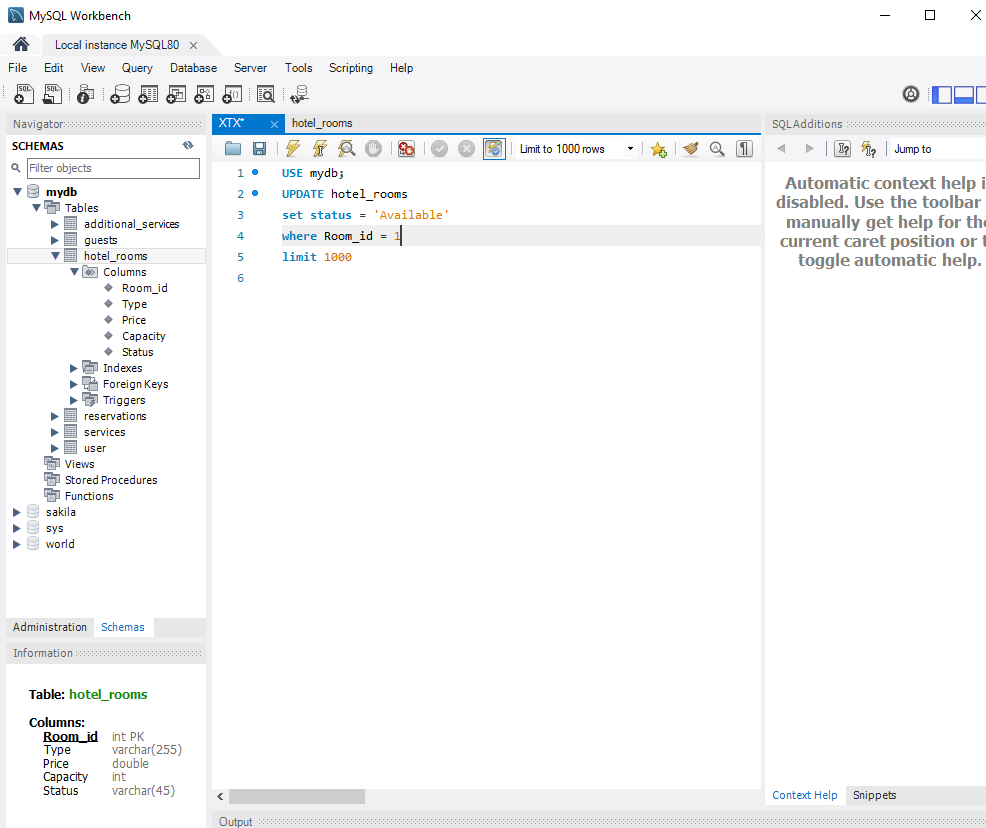 MySQL Workbench
Local instance MySQL80
File Edit View Query Database Server Tools Scripting Help
Navigator
SCHEMAS
Filter objects
mydb
Tables
additional_services
guests
hotel_rooms
Columns
Room_id
Type
Price
Capacity
Status
Indexes
Foreign Keys
Triggers
reservations
services
user
Views
Stored Procedures
Functions
sakila
sys
world
Administration Schemas
Information
Table: hotel_rooms
Columns:
Room_id int PK
Type varchar(255)
Price double
Capacity int
Status varchar(45)
XTX* hotel_rooms
Limit to 1000 rows
1 USE mydb;
2 UPDATE hotel_rooms
3 set status = 'Available'
4 where Room_id = 1
5 limit 1000
6
Output
SQLAdditions
Jump to
Automatic context help i
disabled. Use the toolbar
manually get help for the
current caret position or t
toggle automatic help.
Context Help Snippets